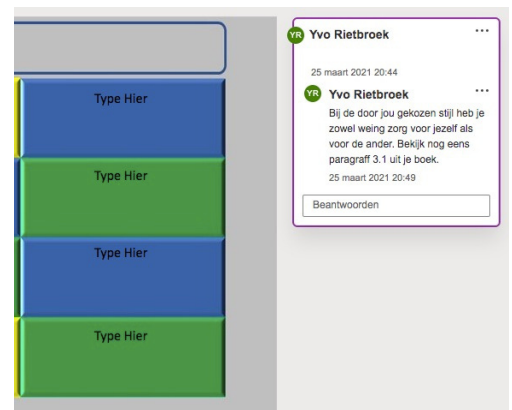 Type Hier
Type Hier
Type Hier
Type Hier
YR Yvo Rietbroek
25 maart 2021 20:44
YR Yvo Rietbroek
Bij de door jou gekozen stijl heb je
zowel weing zorg voor jezelf als
voor de ander. Bekijk nog eens
paragraff 3.1 uit je boek.
25 maart 2021 20:49
Beantwoorden